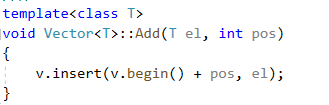 template<class T>
void Vector<T>::Add(T el, int pos)
{
    v.insert(v.begin() + pos, el);
}